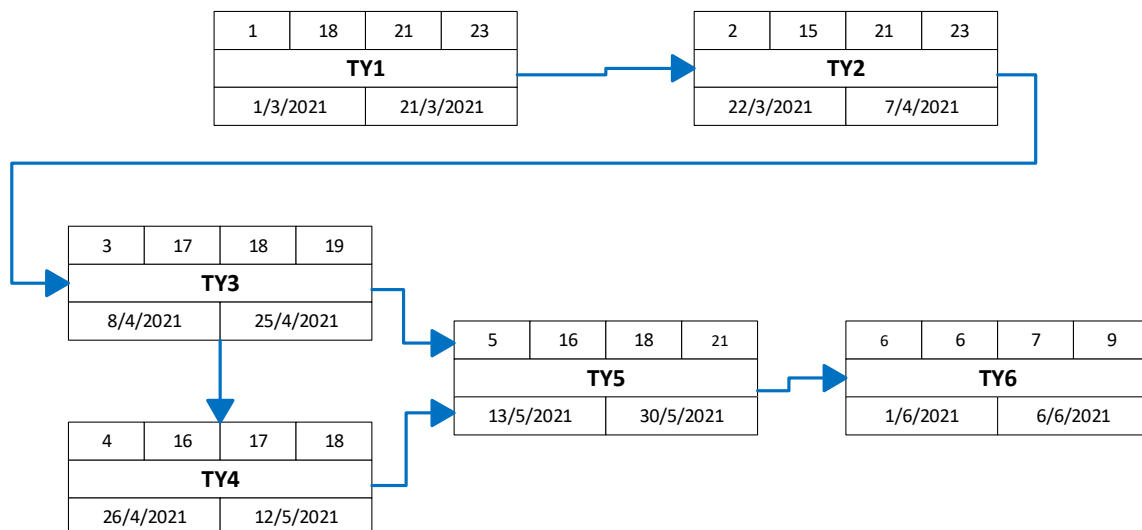 1 18 21 23
TY1
1/3/2021 21/3/2021
2 15 21 23
TY2
22/3/2021 7/4/2021
3 17 18 19
TY3
8/4/2021 25/4/2021
4 16 17 18
TY4
26/4/2021 12/5/2021
5 16 18 21
TY5
13/5/2021 30/5/2021
6 6 7 9
TY6
1/6/2021 6/6/2021